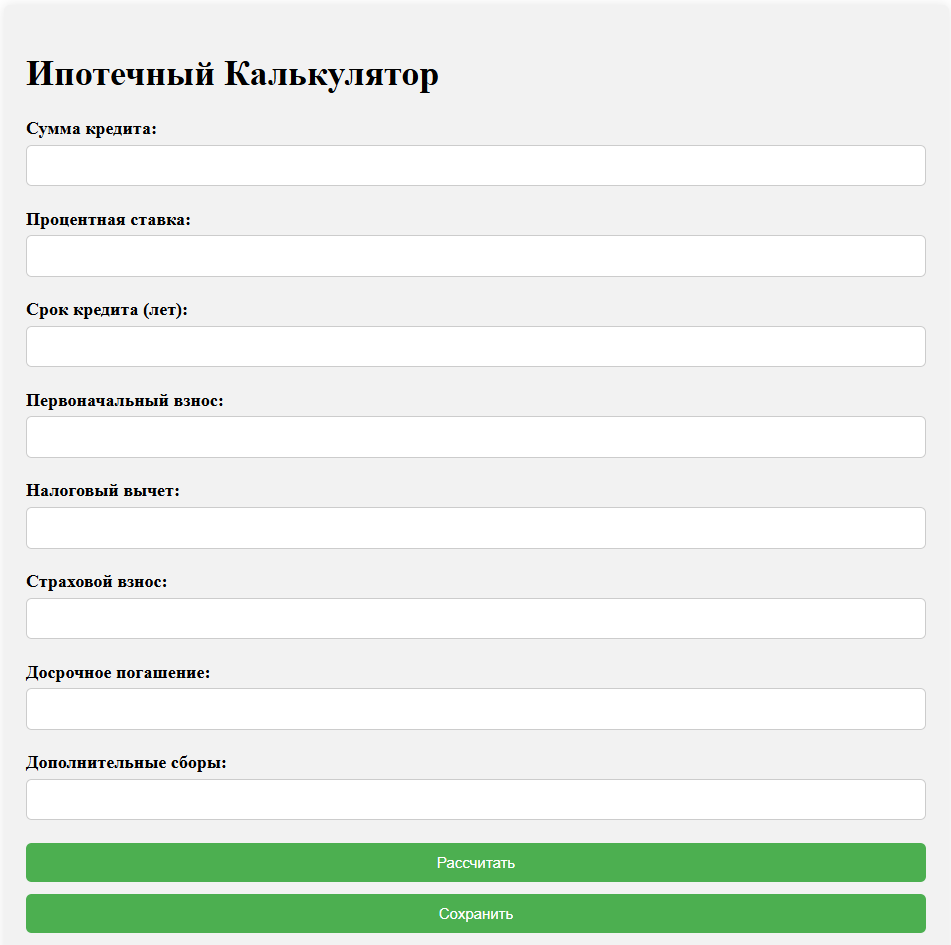 Ипотечный Калькулятор
Сумма кредита:
Процентная ставка:
Срок кредита (лет):
Первоначальный взнос:
Налоговый вычет:
Страховой взнос:
Досрочное погашение:
Дополнительные сборы:
Рассчитать
Сохранить